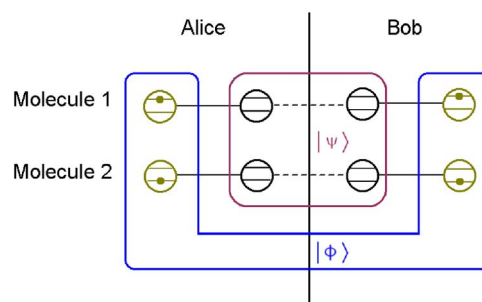 Alice Bob
Molecule 1
|Ψ⟩
Molecule 2
|Φ⟩